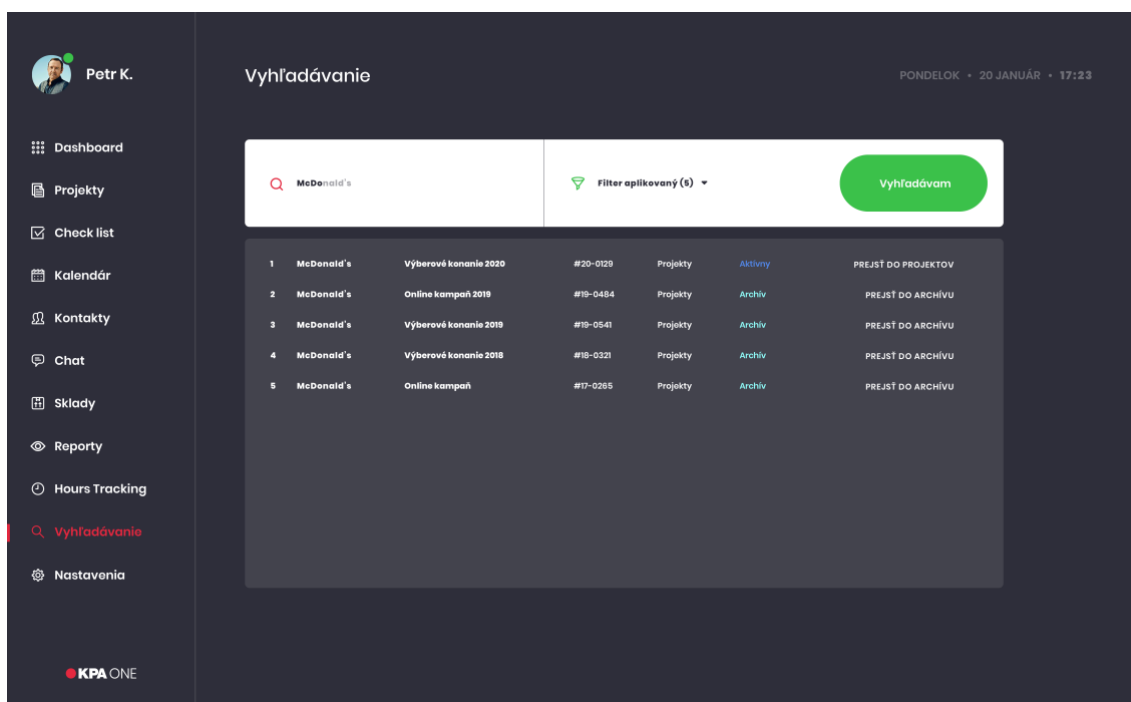 Petr K.
Vyhľadávanie
PONDELOK • 20 JANUÁR • 17:23
Dashboard
Projekty
Check list
Kalendár
Kontakty
Chat
Sklady
Reporty
Hours Tracking
Vyhľadávanie
Nastavenia
KPA ONE
McDonald's
Filter aplikovaný (5)
Vyhľadávam
1 McDonald's Výberové konanie 2020 #20-0129 Projekty Aktívny PREJSŤ DO PROJEKTOV
2 McDonald's Online kampaň 2019 #19-0484 Projekty Archív PREJSŤ DO ARCHÍVU
3 McDonald's Výberové konanie 2019 #19-0541 Projekty Archív PREJSŤ DO ARCHÍVU
4 McDonald's Výberové konanie 2018 #18-0321 Projekty Archív PREJSŤ DO ARCHÍVU
5 McDonald's Online kampaň #17-0265 Projekty Archív PREJSŤ DO ARCHÍVU